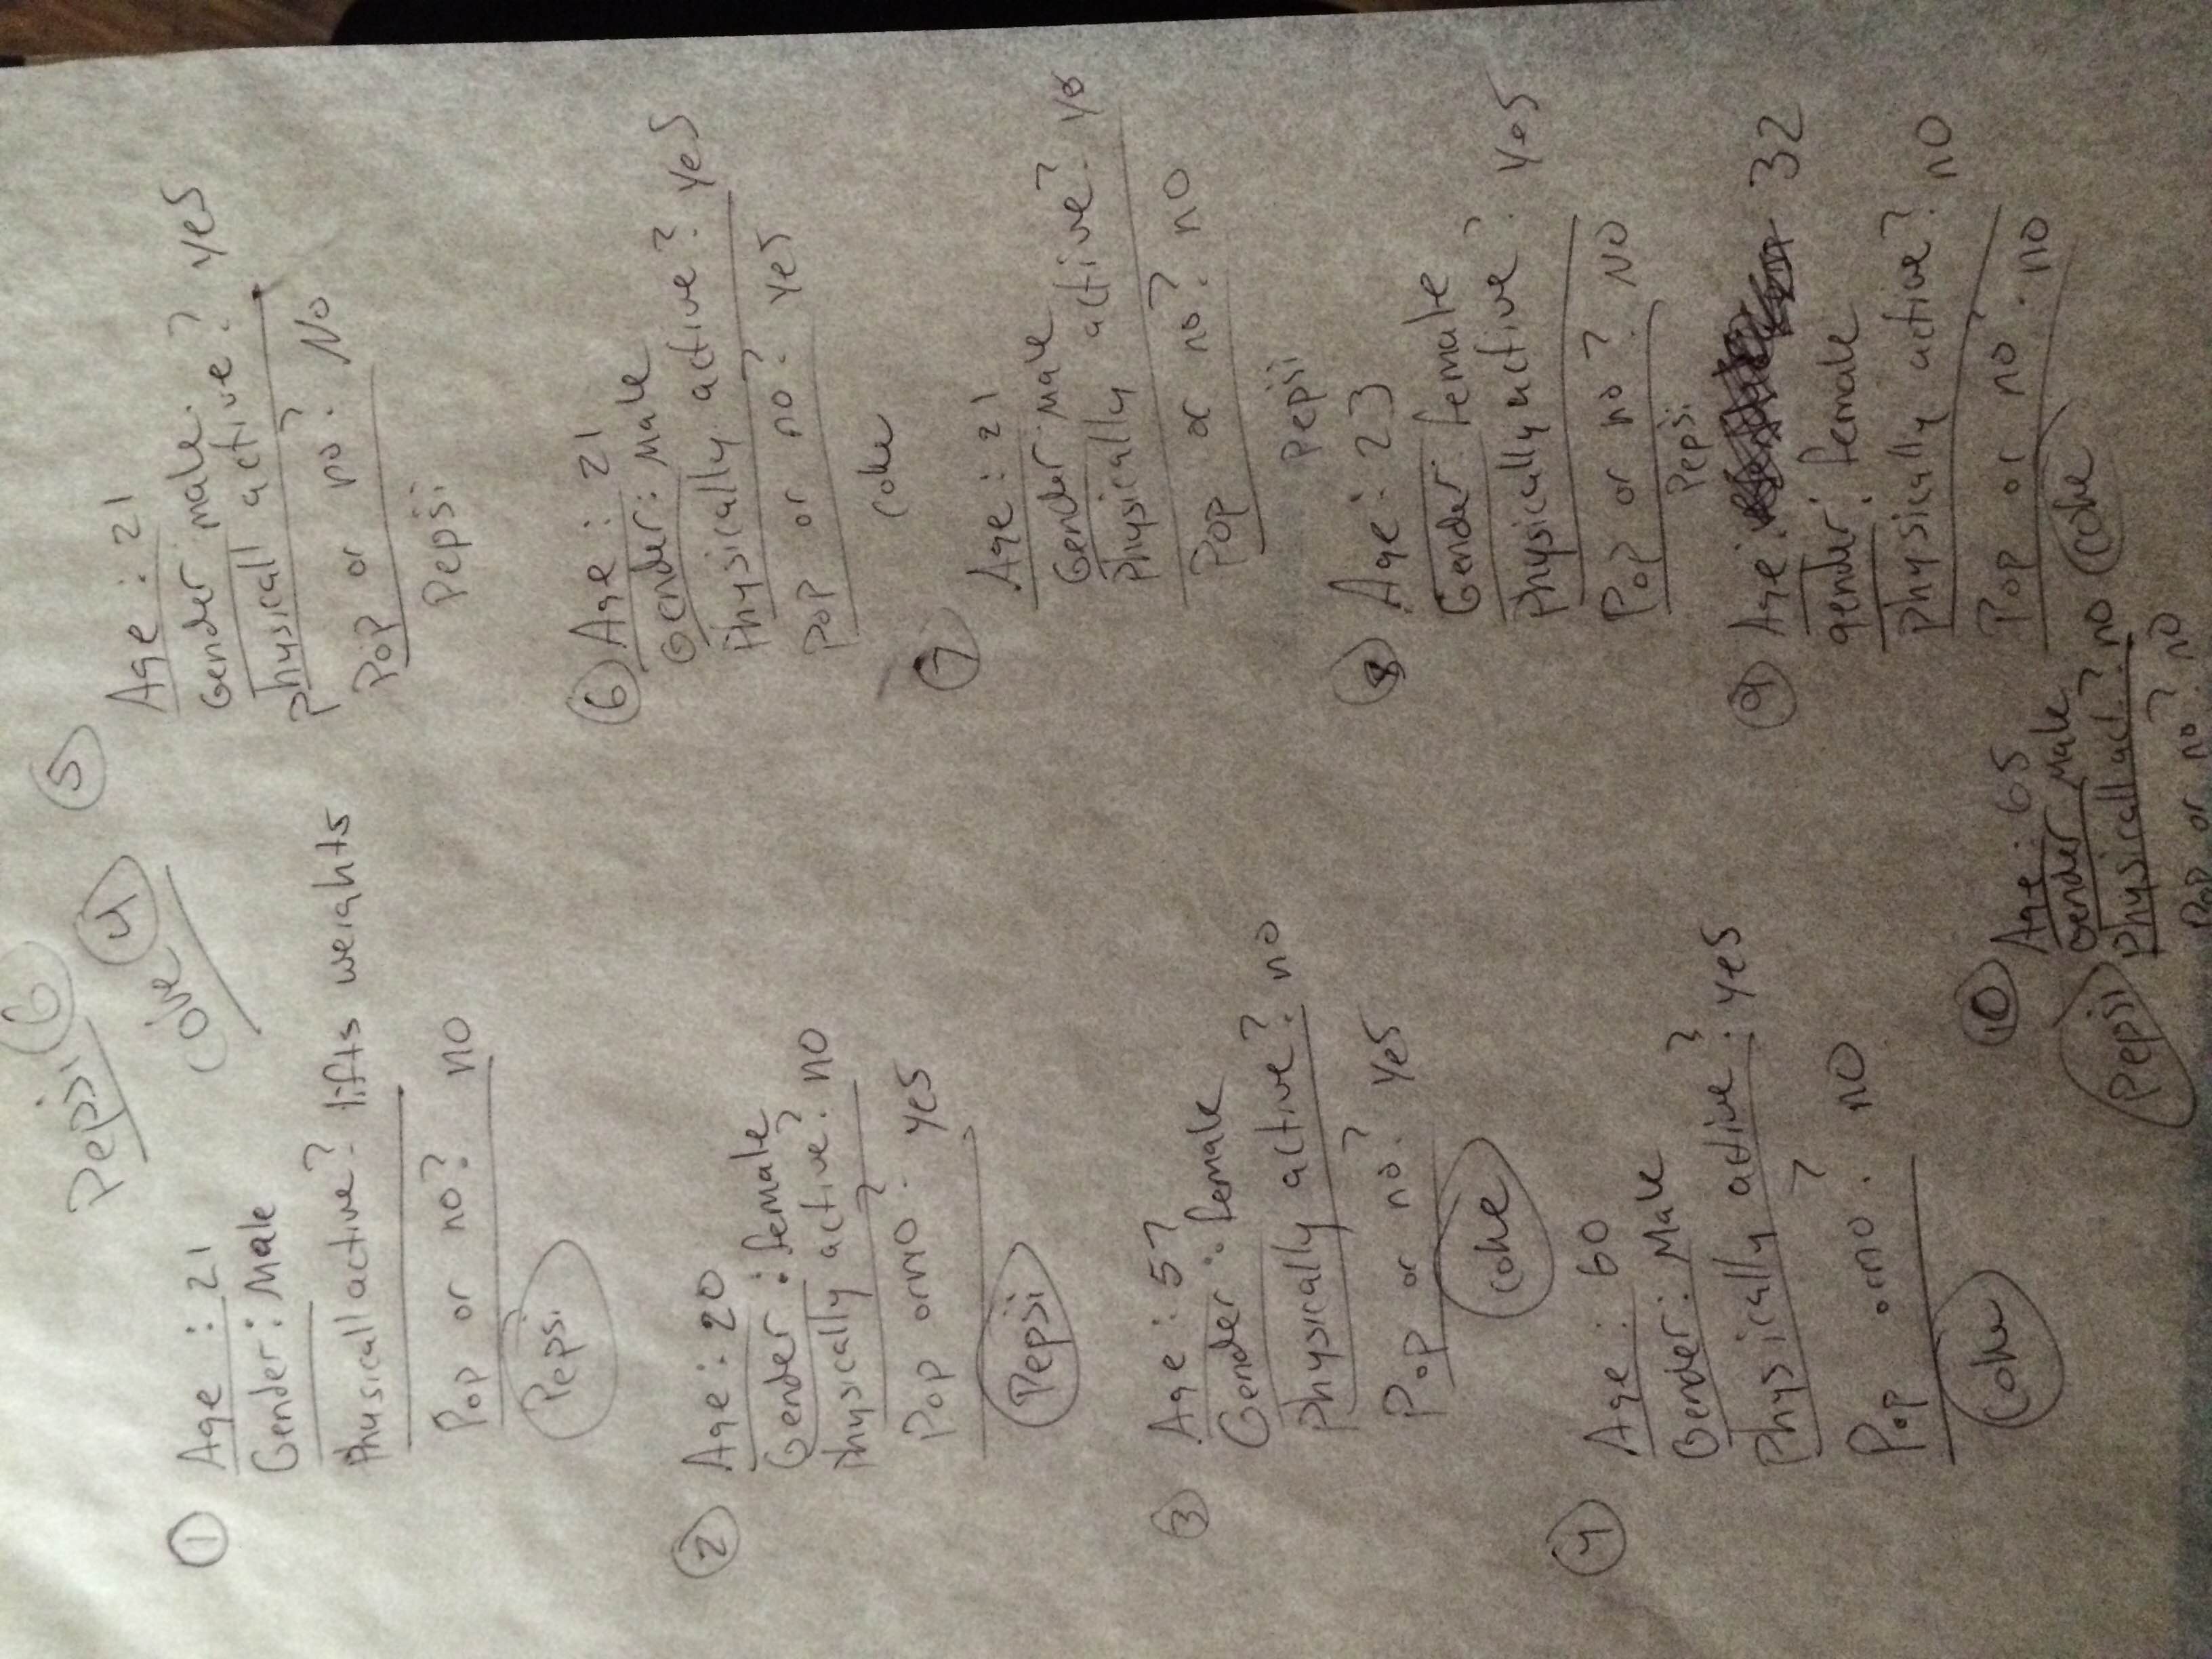 Pepsi 6
coke 4
1 Age : 21
Gender : Male
Physicall active? lifts weights
Pop or no? no
Pepsi
2 Age : 20
Gender : female
Physically active? no
Pop or no? yes
Pepsi
3 Age : 57
Gender : female
Physically active? no
Pop or no? yes
coke
4 Age : 60
Gender : Male
Physically active? yes
Pop or no? no
Coke
5
Age : 21
Gender male.
Physicall active? yes
Pop or no? No
Pepsi
6 Age : 21
Gender : Male
Physically active? yes
Pop or no? yes
coke
7
Age : 21
Gender Male
Physically active?
Pop or no? no
Pepsi
8 Age : 23
Gender female
Physically active? yes
Pop or no? No
Pepsi
9 Age : 32
gender : female
Physically active? no
Pop or no? no
coke
10 Age : 65
Gender Male
Physicall act.? no
Pop or no? no
Pepsi